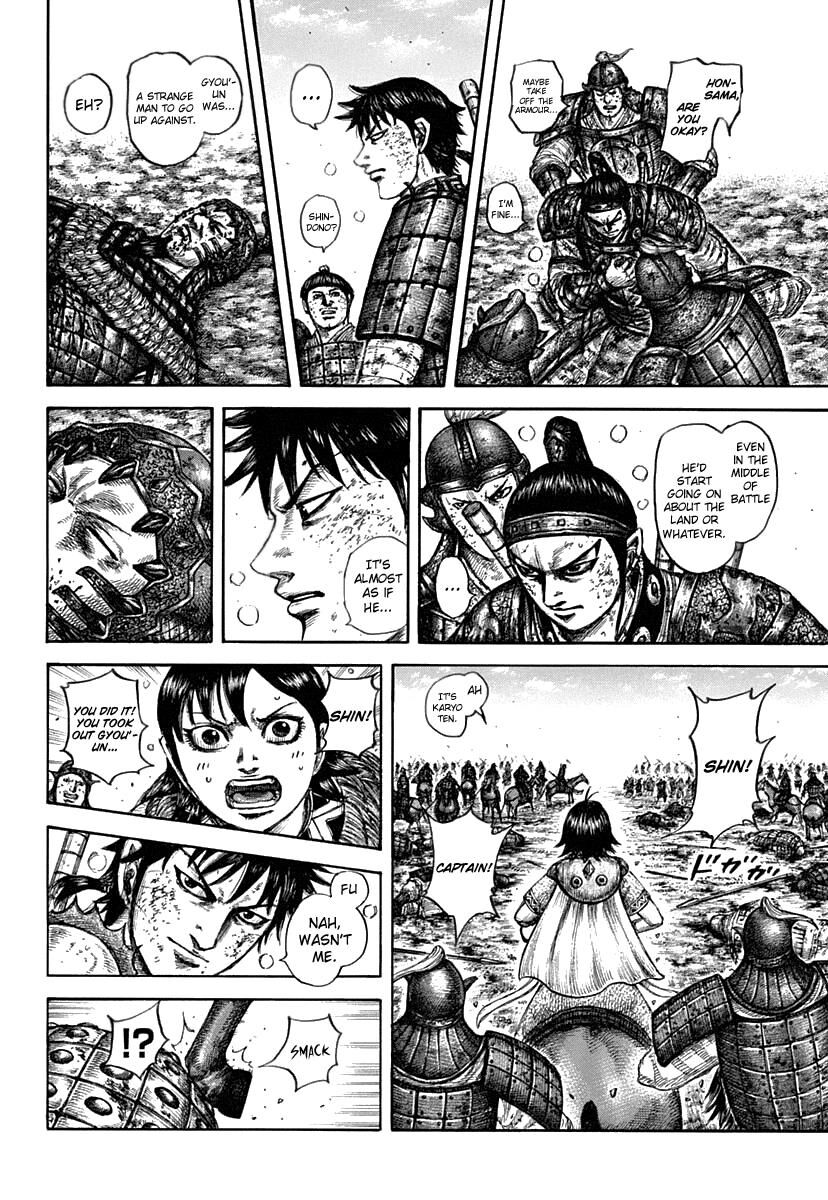 HON-
SAMA,
ARE
YOU
OKAY?
MAYBE
TAKE
OFF THE
ARMOUR...
I'M
FINE...
...
SHIN-
DONO?
GYOU'-
UN WAS...
A STRANGE
MAN TO GO
UP AGAINST.
EH?
EVEN
IN THE
MIDDLE OF
BATTLE
HE'D
START
GOING ON
ABOUT THE
LAND OR
WHATEVER.
...
IT'S
ALMOST
AS IF
HE...
SHIN!
AH
IT'S
KARYO
TEN.
CAPTAIN!
ドガガッ
SHIN!
YOU DID IT!
YOU TOOK
OUT GYOU'-
UN...
FU
NAH,
WASN'T
ME.
SMACK
!?